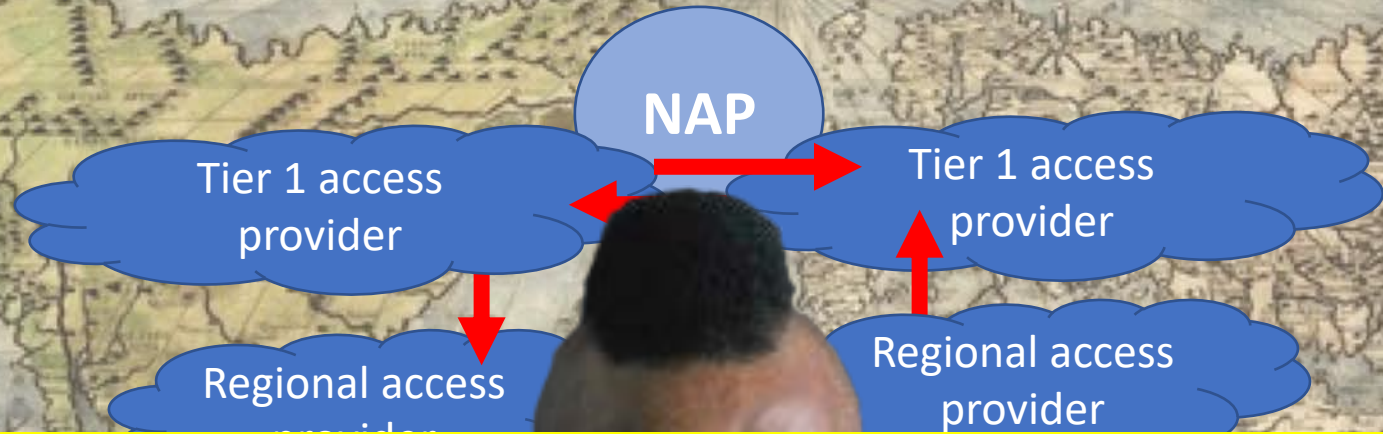 NAP
Tier 1 access
provider
Tier 1 access
provider
Regional access
Regional access
provider